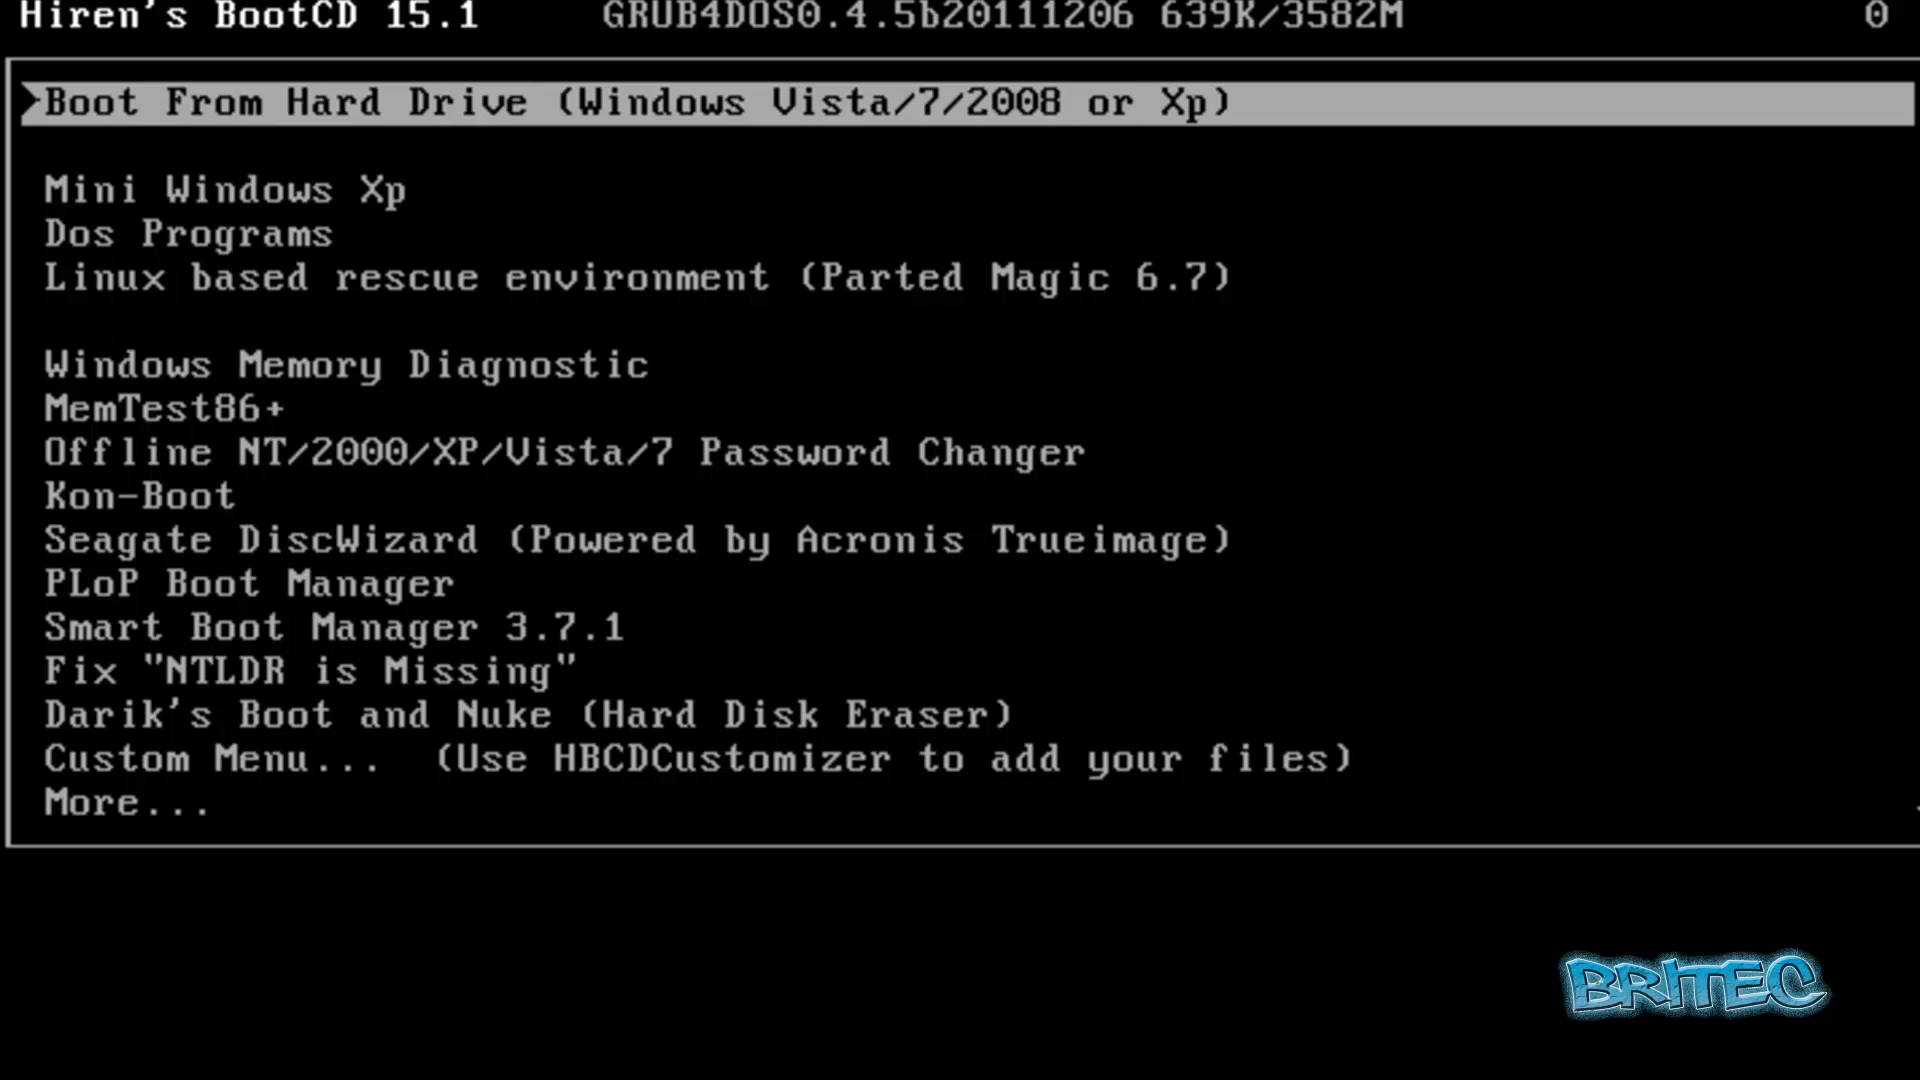 Hiren's BootCD 15.1 GRUB4DOS0.4.5b20111206 639K/3582M 0
Boot From Hard Drive (Windows Vista/7/2008 or Xp)
Mini Windows Xp
Dos Programs
Linux based rescue environment (Parted Magic 6.7)
Windows Memory Diagnostic
MemTest86+
Offline NT/2000/XP/Vista/7 Password Changer
Kon-Boot
Seagate DiscWizard (Powered by Acronis Trueimage)
PLoP Boot Manager
Smart Boot Manager 3.7.1
Fix "NTLDR is Missing"
Darik's Boot and Nuke (Hard Disk Eraser)
Custom Menu... (Use HBCDCustomizer to add your files)
More...
BRITEC